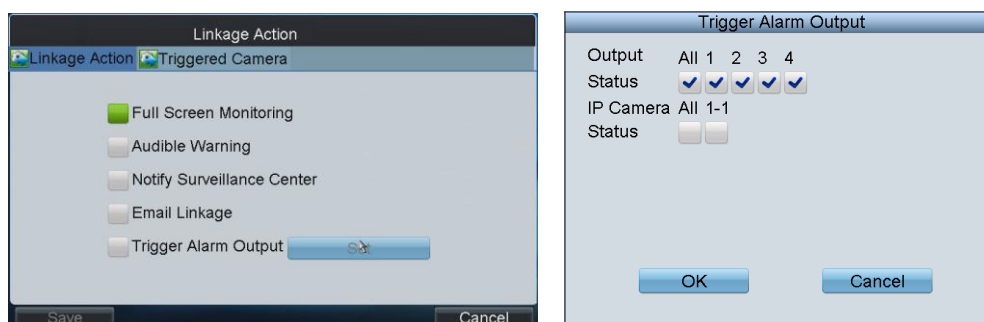 Linkage Action
Linkage Action Triggered Camera
Full Screen Monitoring
Audible Warning
Notify Surveillance Center
Email Linkage
Trigger Alarm Output Set
Save Cancel
Trigger Alarm Output
Output All 1 2 3 4
Status
IP Camera All 1-1
Status
OK Cancel